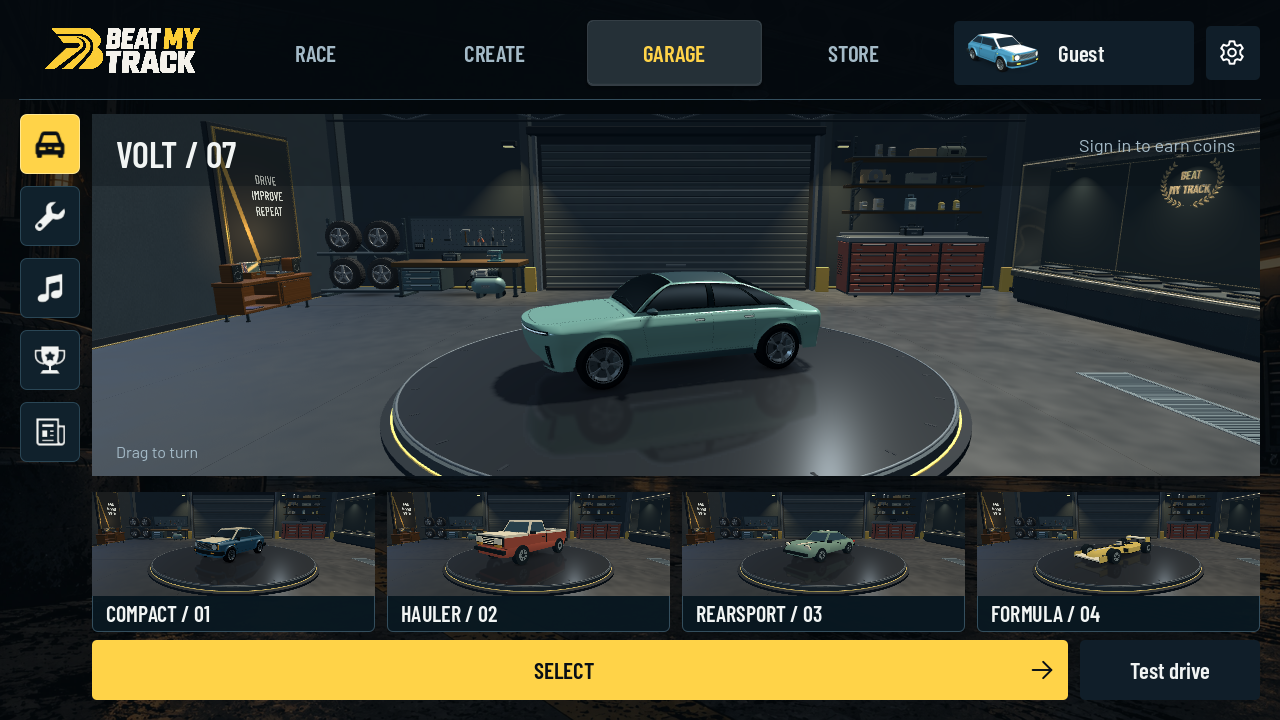 BEAT MY TRACK
RACE
CREATE
GARAGE
STORE
Guest
VOLT / 07
Sign in to earn coins
DRIVE
IMPROVE
REPEAT
BEAT
MY TRACK
Drag to turn
COMPACT / 01
HAULER / 02
REARSPORT / 03
FORMULA / 04
SELECT
Test drive